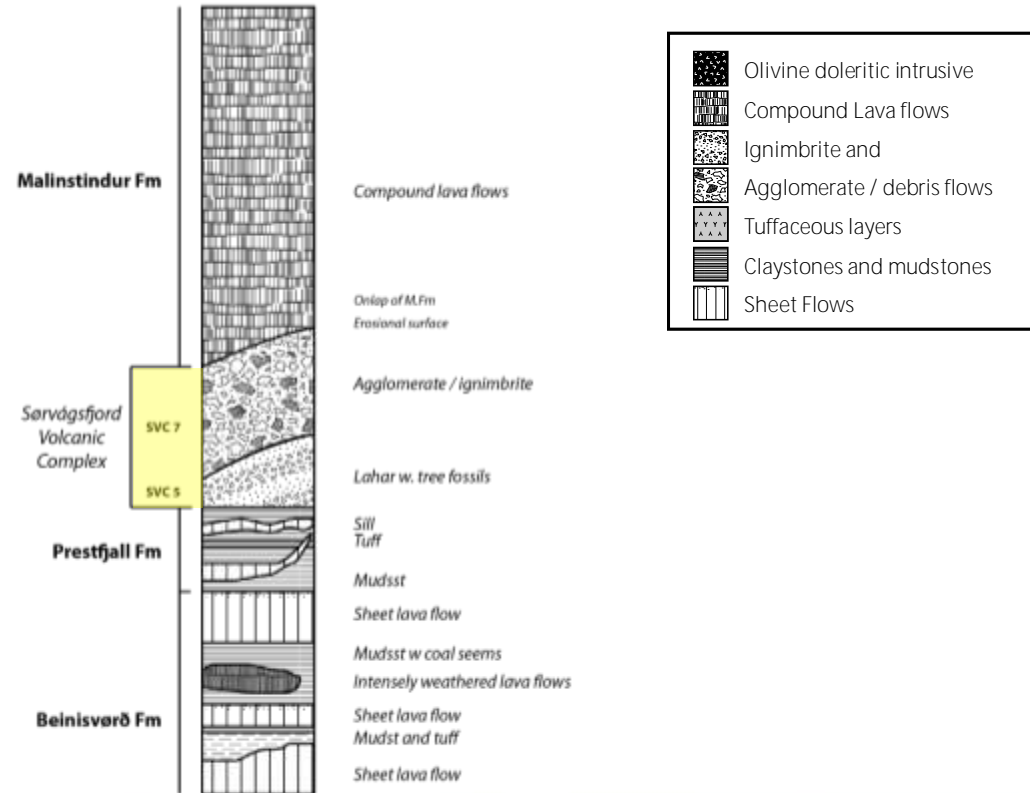 Malinstindur Fm
Sørvágsfjord
Volcanic
Complex
SVC 7
SVC 5
Prestfjall Fm
Beinisvørð Fm
Compound lava flows
Onlap of M.Fm
Erosional surface
Agglomerate / ignimbrite
Lahar w. tree fossils
Sill
Tuff
Mudsst
Sheet lava flow
Mudsst w coal seems
Intensely weathered lava flows
Sheet lava flow
Mudst and tuff
Sheet lava flow
Olivine doleritic intrusive
Compound Lava flows
Ignimbrite and
Agglomerate / debris flows
Tuffaceous layers
Claystones and mudstones
Sheet Flows